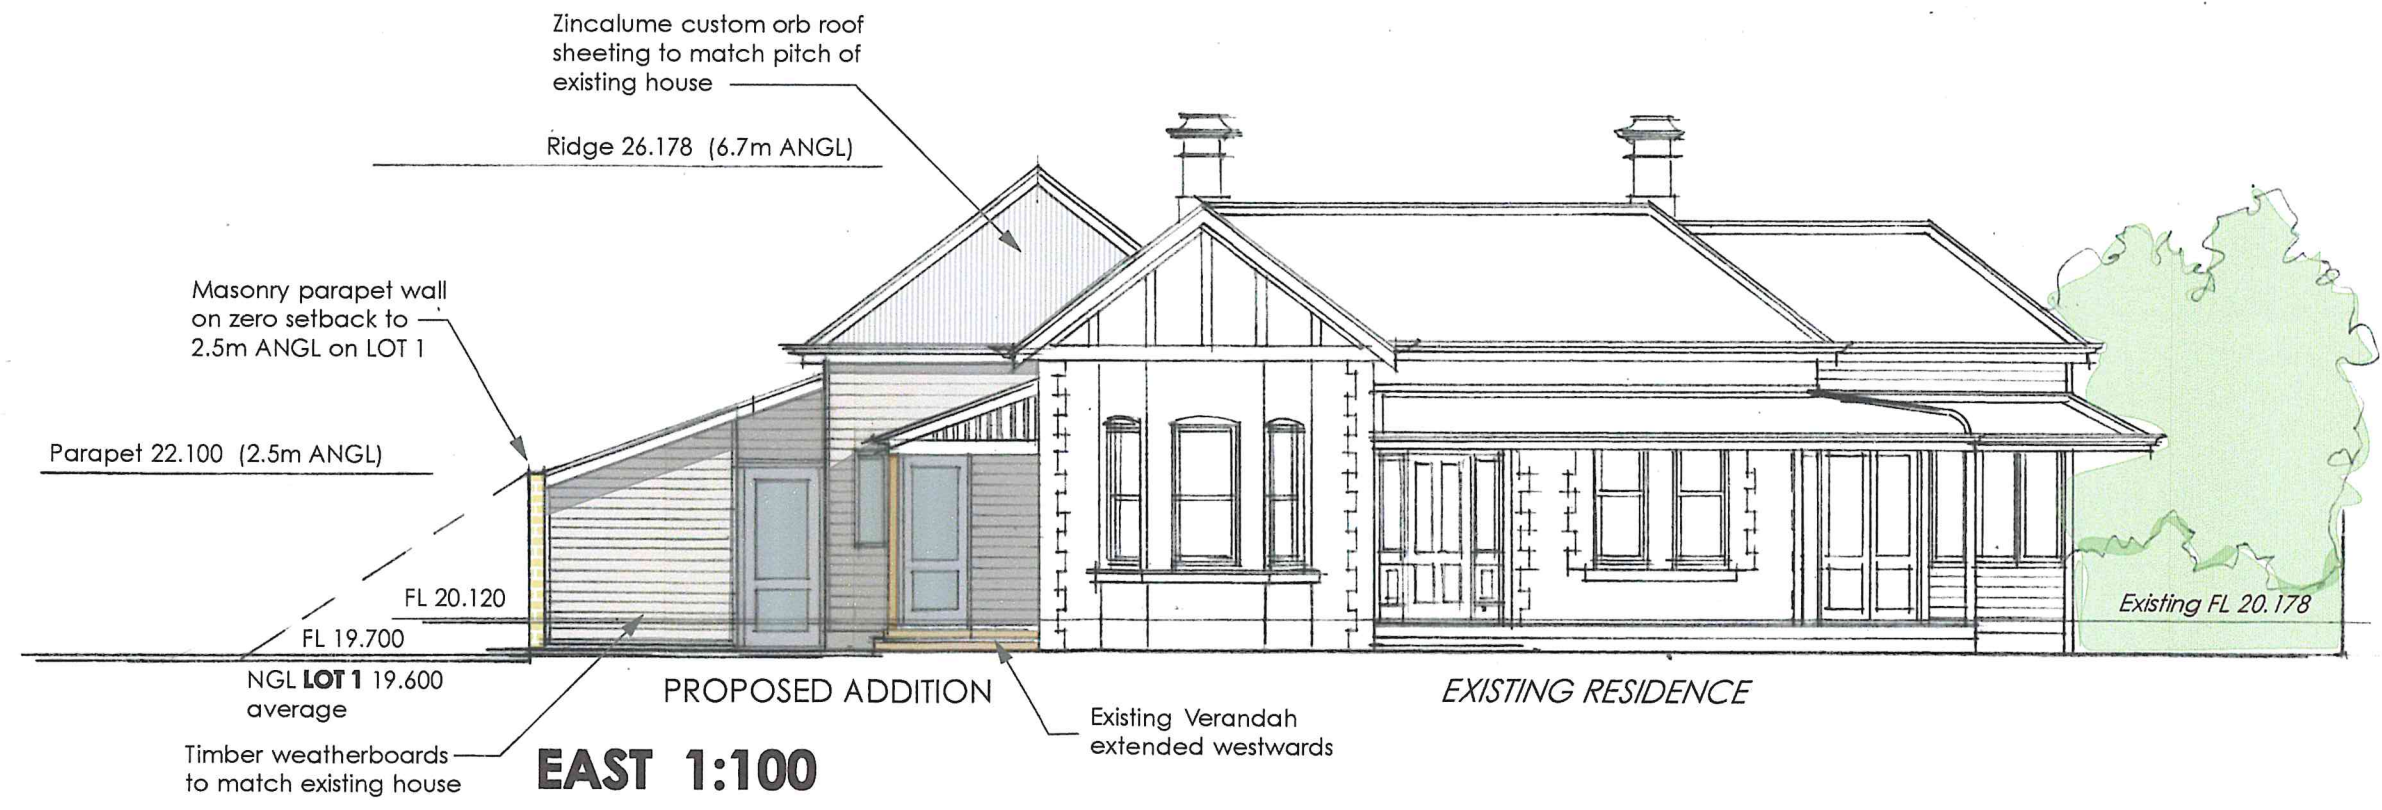 Zincalume custom orb roof
sheeting to match pitch of
existing house
Ridge 26.178 (6.7m ANGL)
Masonry parapet wall
on zero setback to
2.5m ANGL on LOT 1
Parapet 22.100 (2.5m ANGL)
FL 20.120
FL 19.700
NGL LOT 1 19.600
average
Timber weatherboards
to match existing house
PROPOSED ADDITION
EAST 1:100
Existing Verandah
extended westwards
EXISTING RESIDENCE
Existing FL 20.178